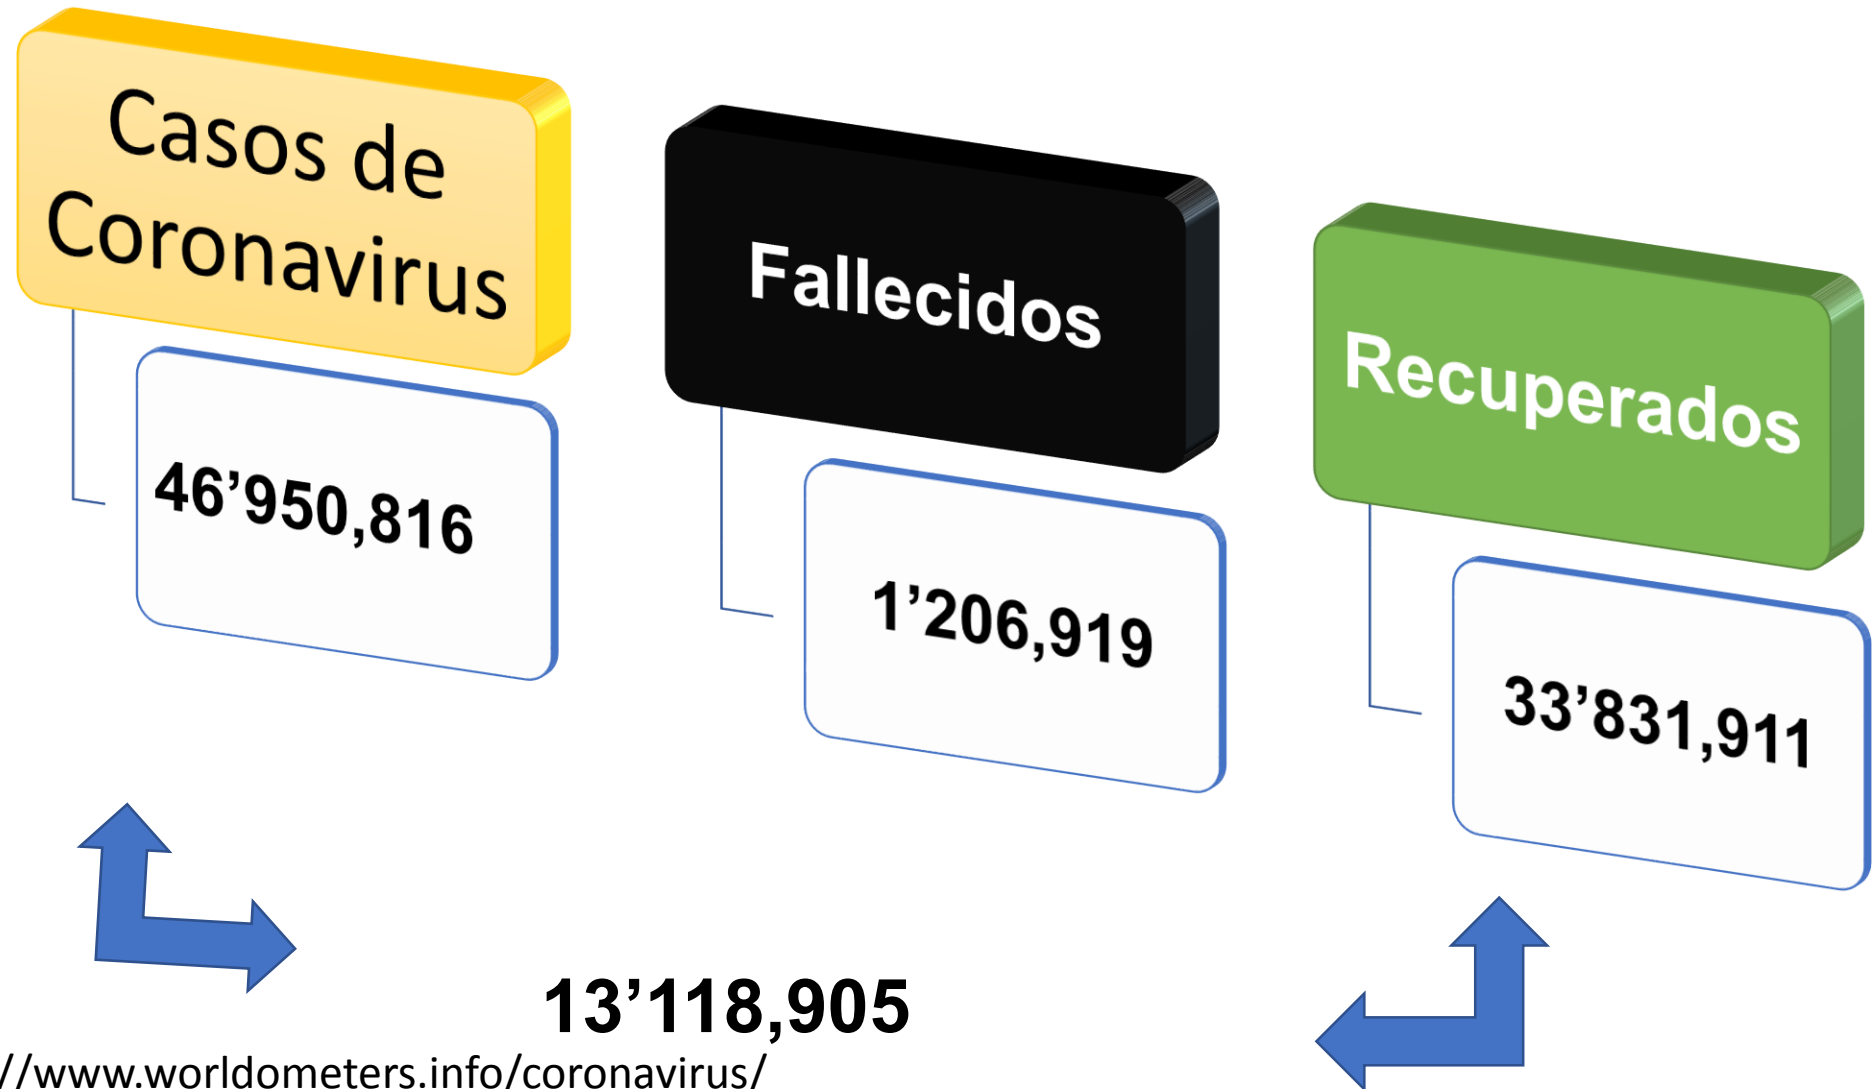 Casos de
Coronavirus
46’950,816
Fallecidos
1’206,919
Recuperados
33’831,911
13’118,905
//www.worldometers.info/coronavirus/